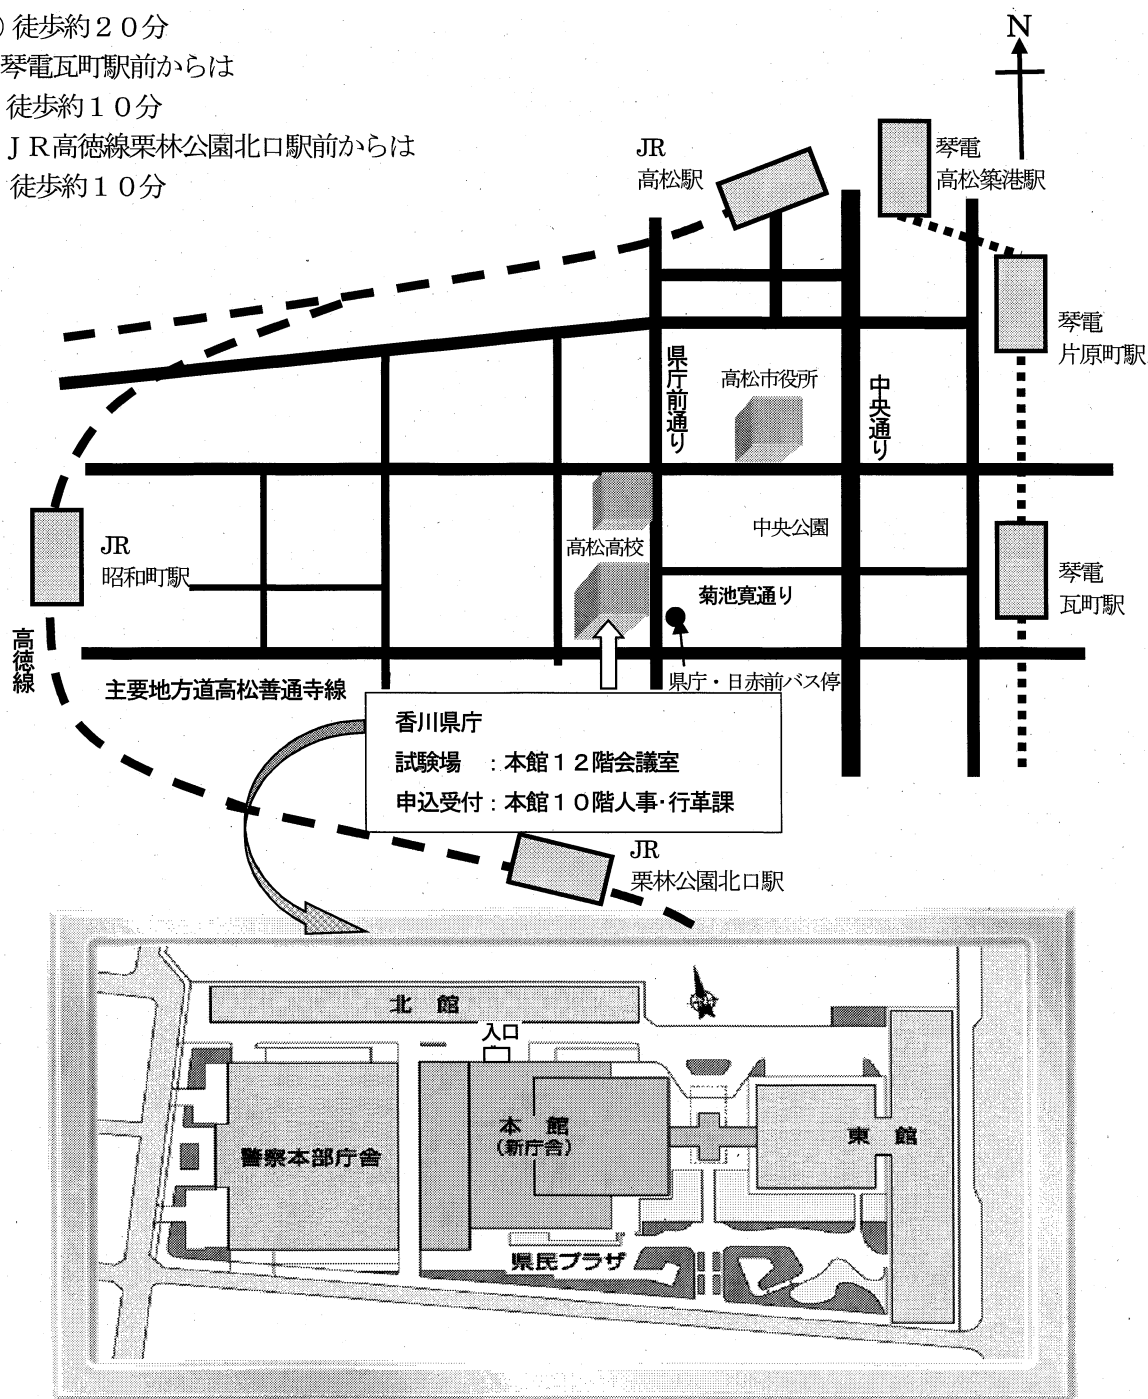 ) 徒歩約２０分
琴電瓦町駅前からは
徒歩約１０分
ＪＲ高徳線栗林公園北口駅前からは
徒歩約１０分
N
JR
高松駅
琴電
高松築港駅
琴電
片原町駅
県庁前通り
高松市役所
中央通り
中央公園
高松高校
JR
昭和町駅
菊池寛通り
琴電
瓦町駅
高徳線
主要地方道高松善通寺線
県庁・日赤前バス停
香川県庁
試験場　：本館１２階会議室
申込受付：本館１０階人事･行革課
JR
栗林公園北口駅
北　館
入口
本　館
(新庁舎)
東　館
警察本部庁舎
県民プラザ